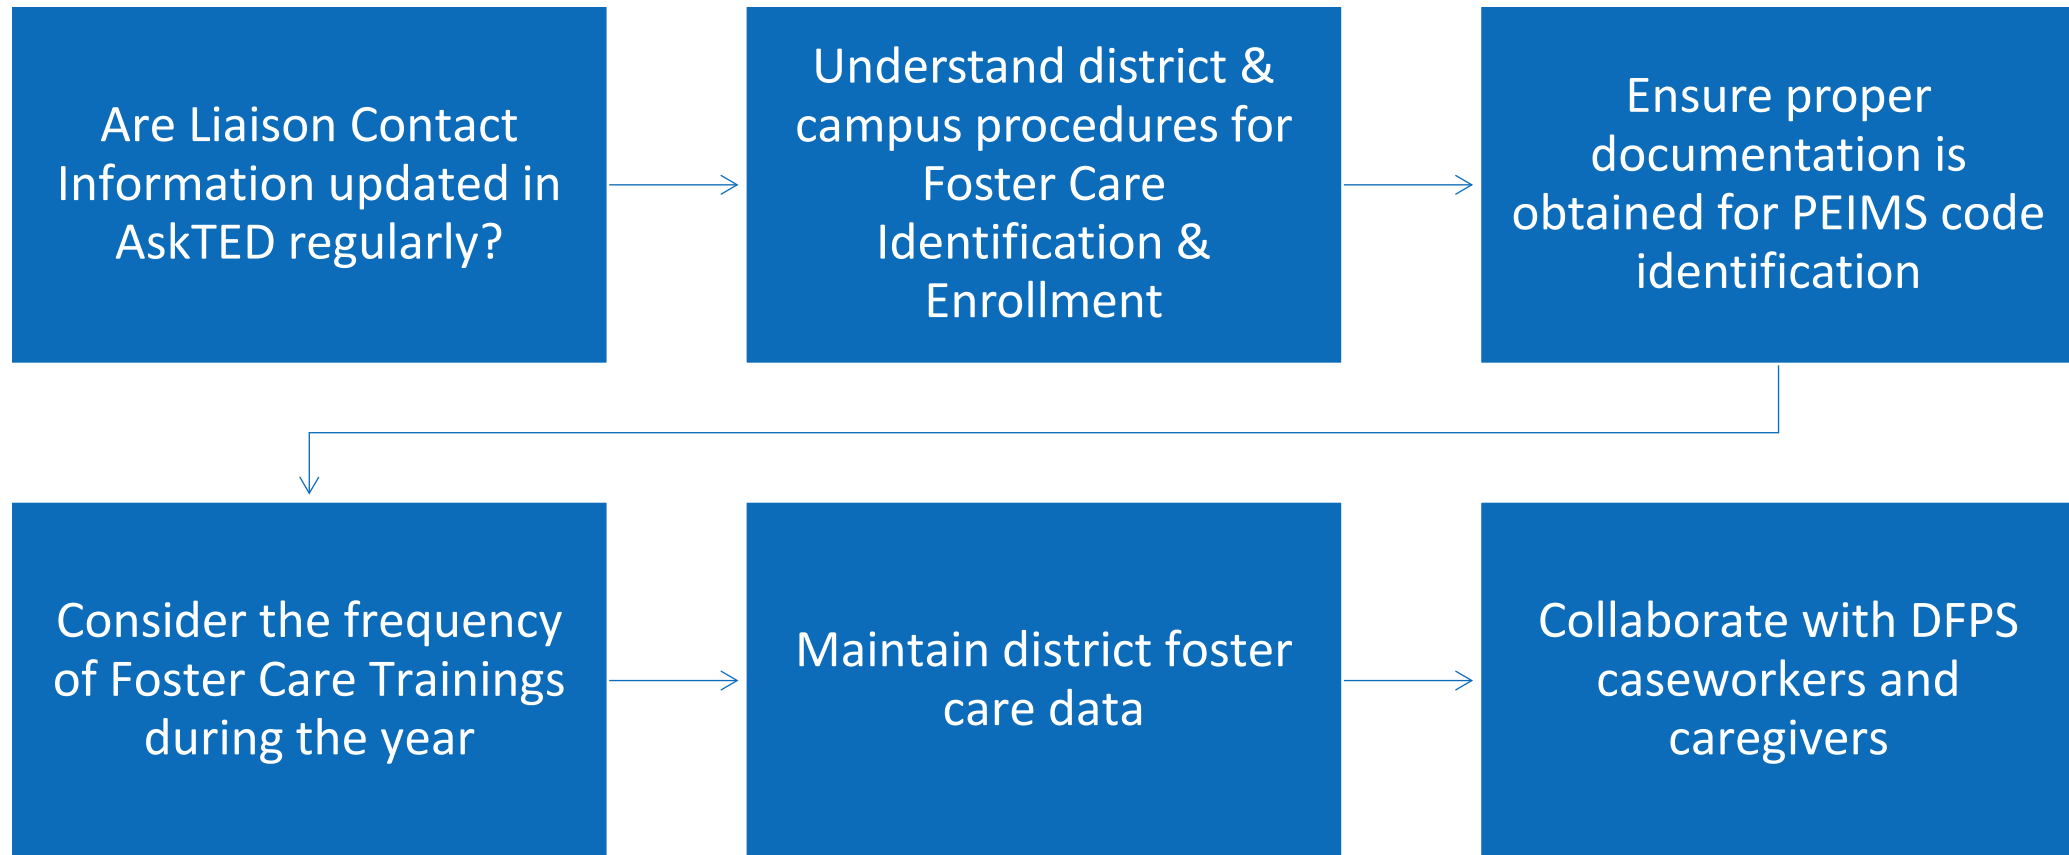 Are Liaison Contact
Information updated in
AskTED regularly?
Understand district &
campus procedures for
Foster Care
Identification &
Enrollment
Ensure proper
documentation is
obtained for PEIMS code
identification
Consider the frequency
of Foster Care Trainings
during the year
Maintain district foster
care data
Collaborate with DFPS
caseworkers and
caregivers